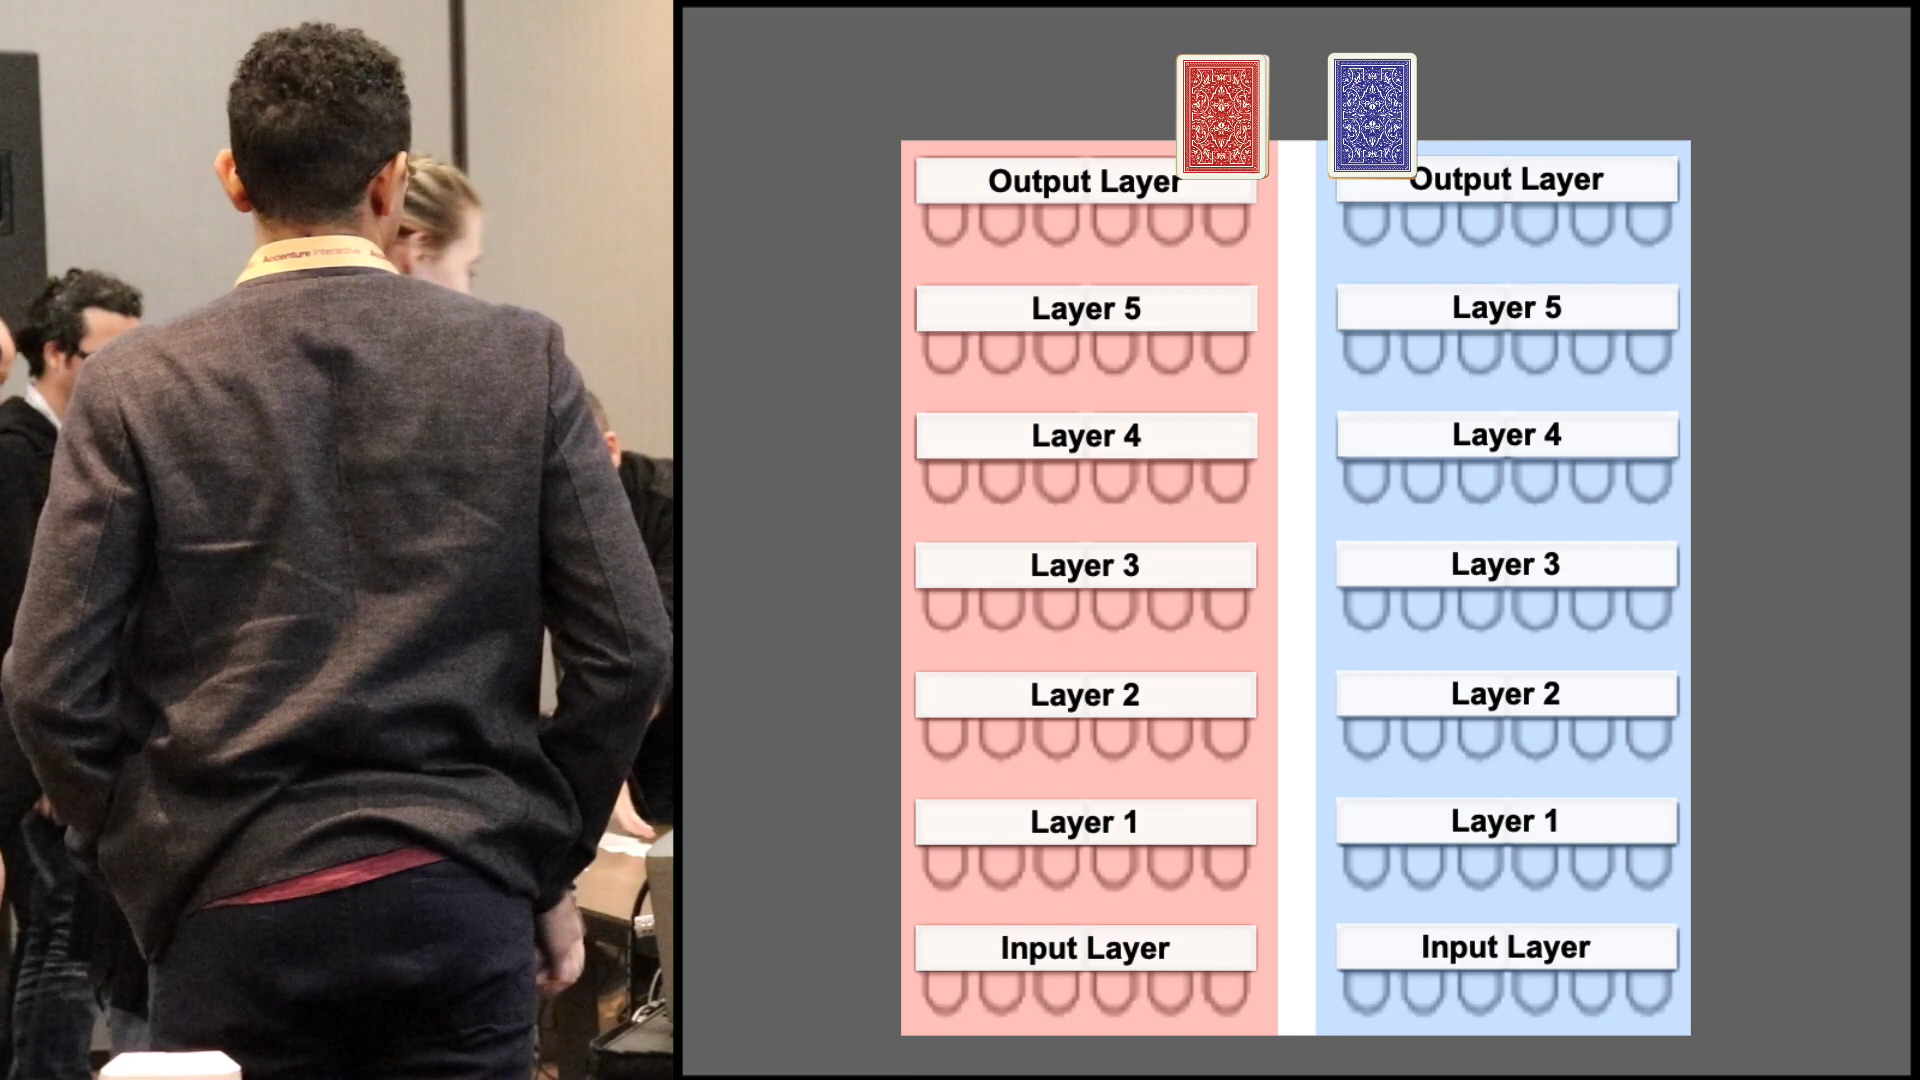 Accenture Interactive
Output Layer
Output Layer
Layer 5
Layer 5
Layer 4
Layer 4
Layer 3
Layer 3
Layer 2
Layer 2
Layer 1
Layer 1
Input Layer
Input Layer